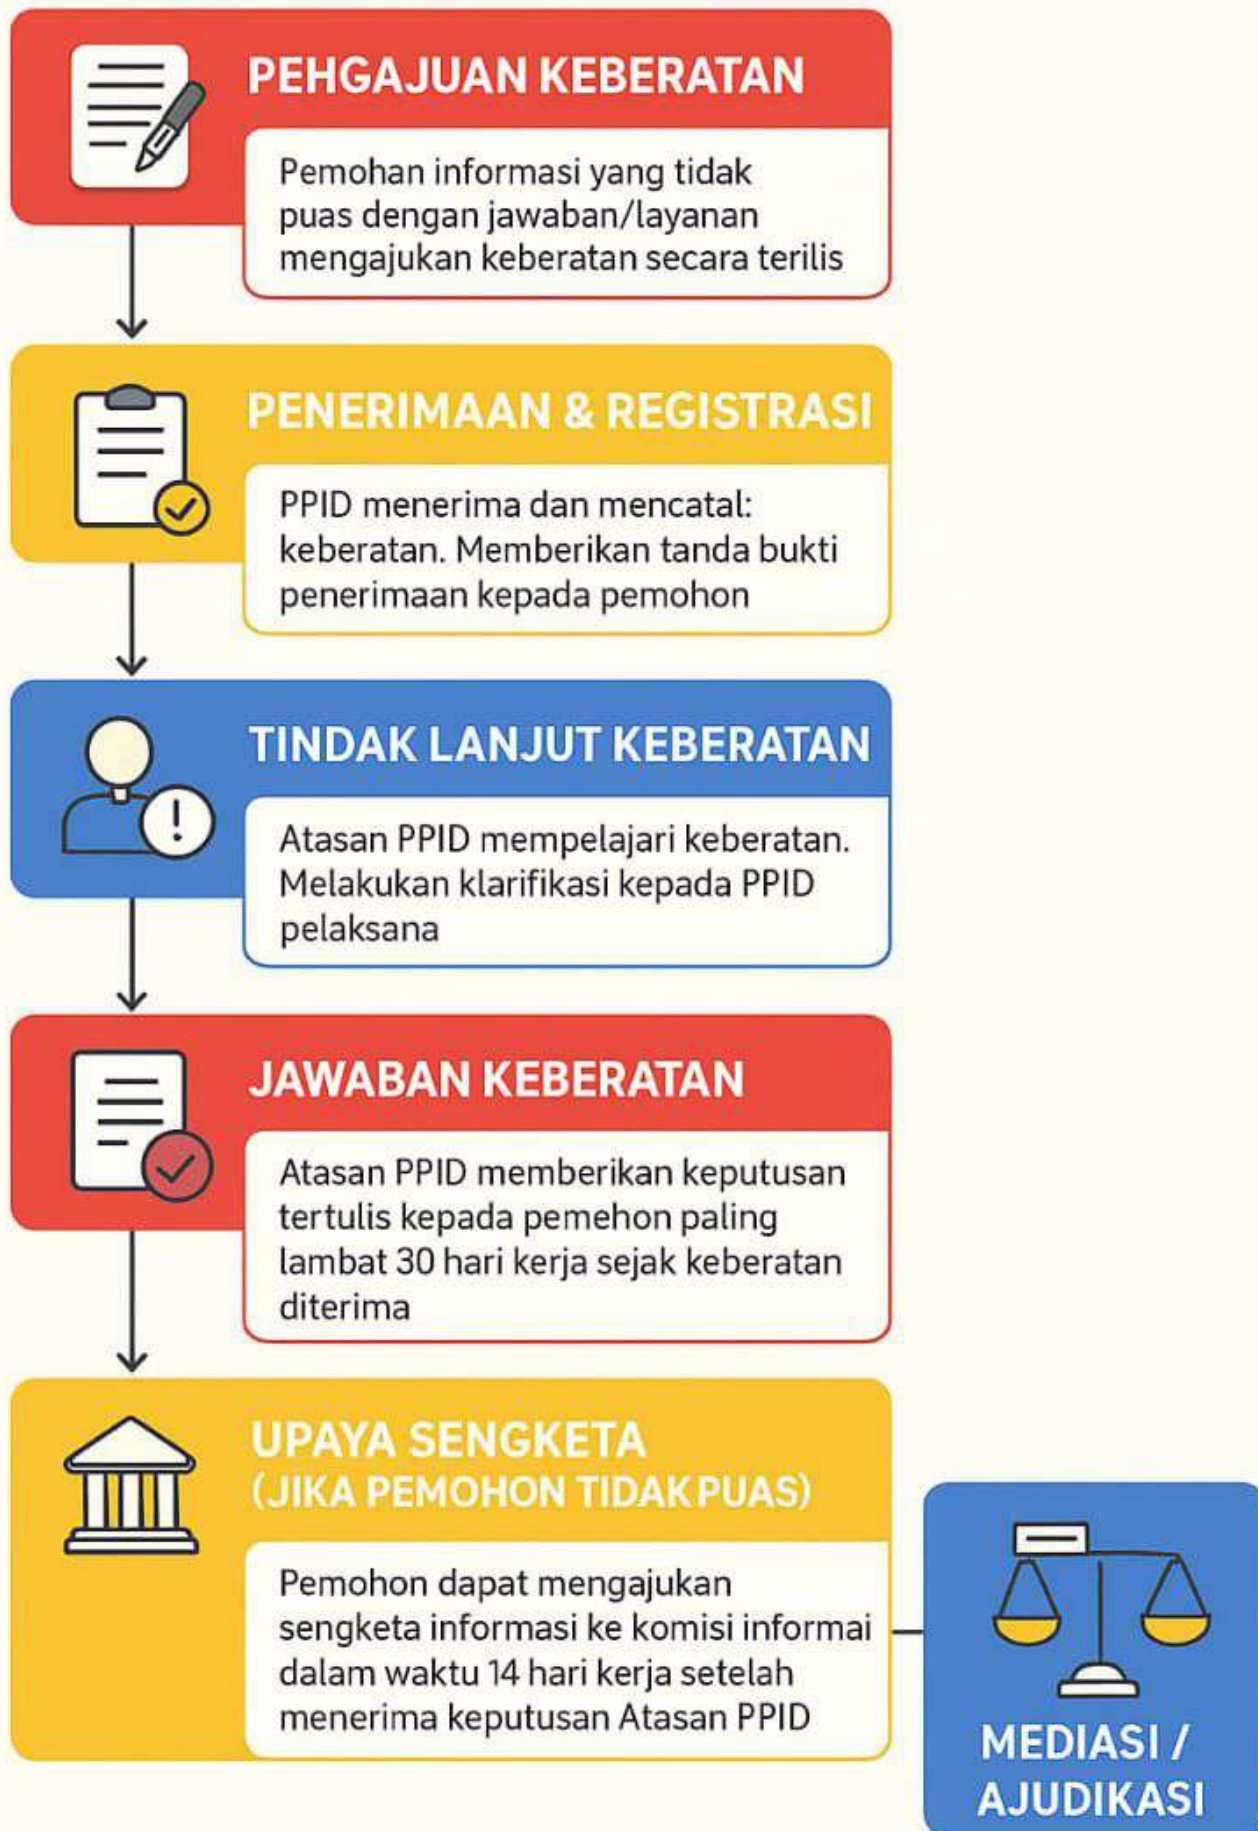 PEHGAJUAN KEBERATAN
Pemohan informasi yang tidak
puas dengan jawaban/layanan
mengajukan keberatan secara terilis
PENERIMAAN & REGISTRASI
PPID menerima dan mencatal:
keberatan. Memberikan tanda bukti
penerimaan kepada pemohon
TINDAK LANJUT KEBERATAN
Atasan PPID mempelajari keberatan.
Melakukan klarifikasi kepada PPID
pelaksana
JAWABAN KEBERATAN
Atasan PPID memberikan keputusan
tertulis kepada pemehon paling
lambat 30 hari kerja sejak keberatan
diterima
UPAYA SENGKETA
(JIKA PEMOHON TIDAK PUAS)
Pemohon dapat mengajukan
sengketa informasi ke komisi informai
dalam waktu 14 hari kerja setelah
menerima keputusan Atasan PPID
MEDIASI /
AJUDIKASI